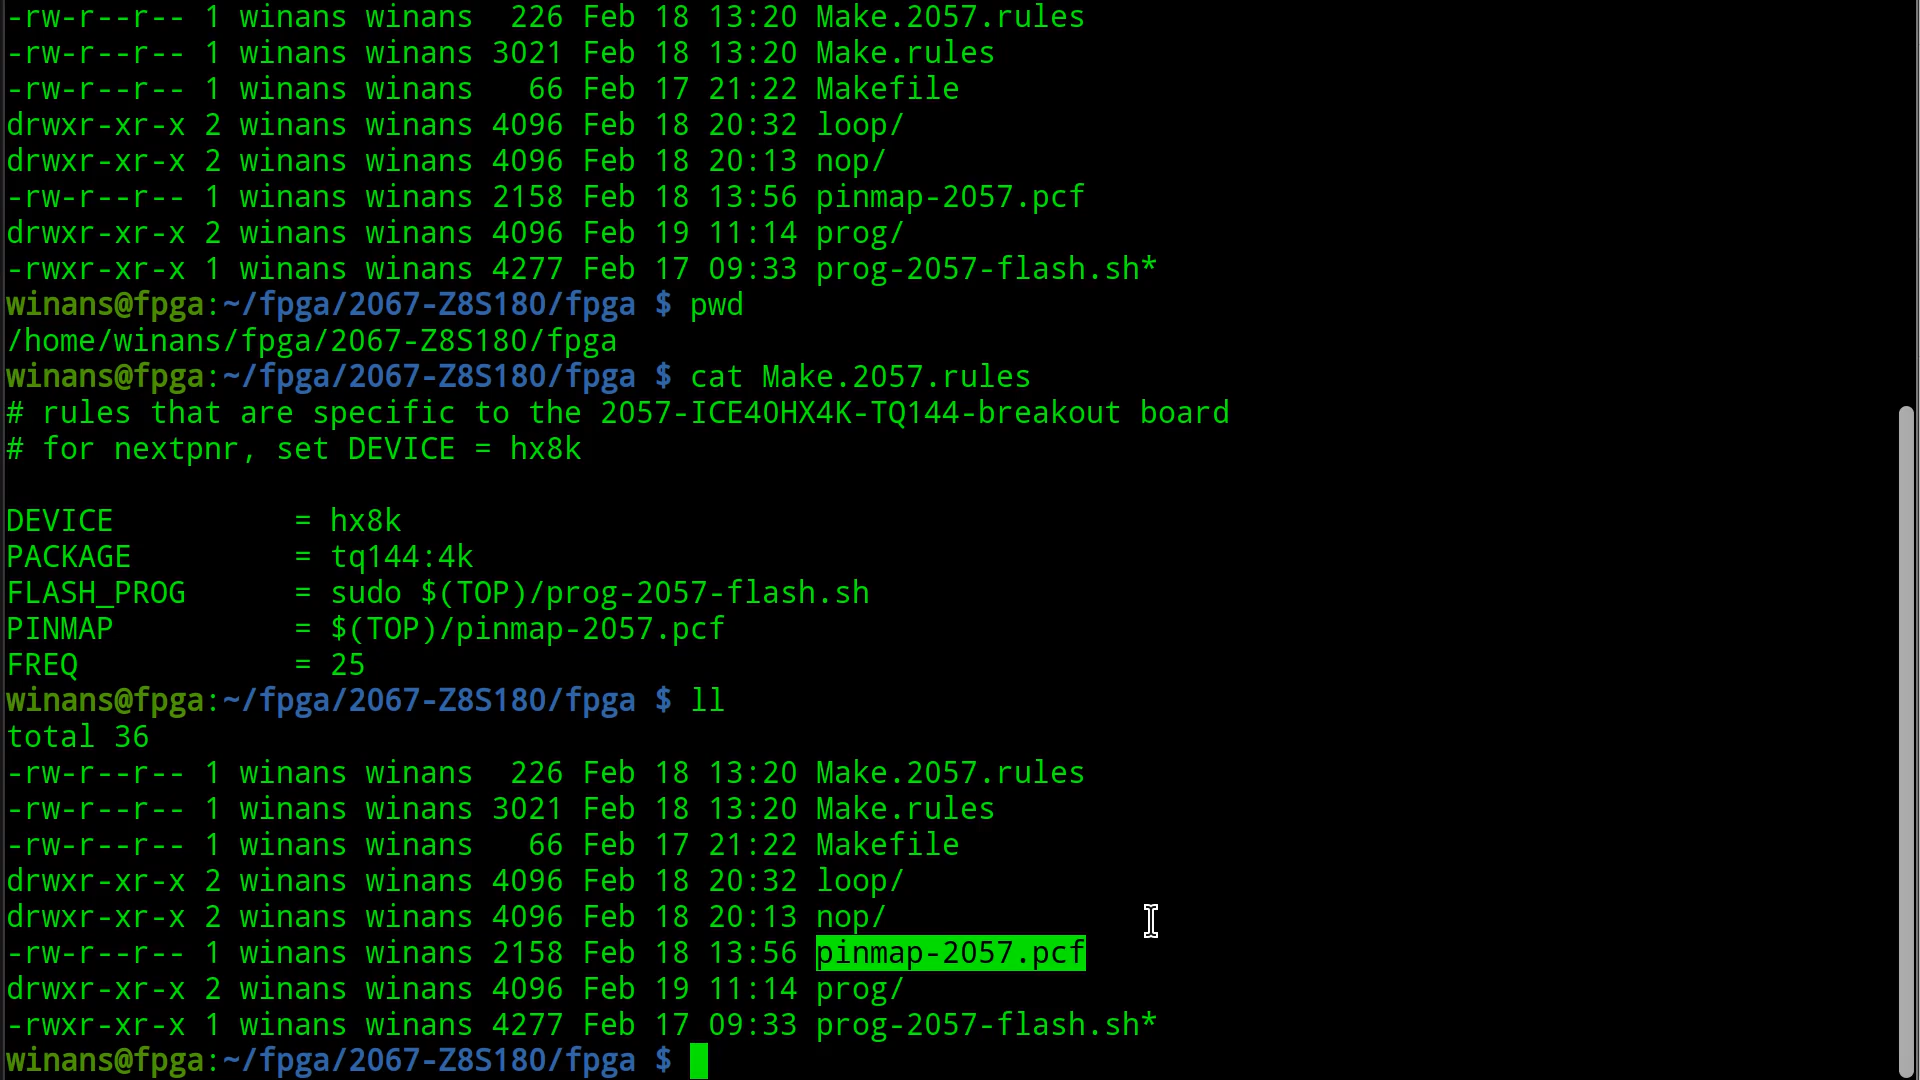 -rw-r--r-- 1 winans winans  226 Feb 18 13:20 Make.2057.rules
-rw-r--r-- 1 winans winans 3021 Feb 18 13:20 Make.rules
-rw-r--r-- 1 winans winans   66 Feb 17 21:22 Makefile
drwxr-xr-x 2 winans winans 4096 Feb 18 20:32 loop/
drwxr-xr-x 2 winans winans 4096 Feb 18 20:13 nop/
-rw-r--r-- 1 winans winans 2158 Feb 18 13:56 pinmap-2057.pcf
drwxr-xr-x 2 winans winans 4096 Feb 19 11:14 prog/
-rwxr-xr-x 1 winans winans 4277 Feb 17 09:33 prog-2057-flash.sh*
winans@fpga:~/fpga/2067-Z8S180/fpga $ pwd
/home/winans/fpga/2067-Z8S180/fpga
winans@fpga:~/fpga/2067-Z8S180/fpga $ cat Make.2057.rules
# rules that are specific to the 2057-ICE40HX4K-TQ144-breakout board
# for nextpnr, set DEVICE = hx8k

DEVICE          = hx8k
PACKAGE         = tq144:4k
FLASH_PROG      = sudo $(TOP)/prog-2057-flash.sh
PINMAP          = $(TOP)/pinmap-2057.pcf
FREQ            = 25
winans@fpga:~/fpga/2067-Z8S180/fpga $ ll
total 36
-rw-r--r-- 1 winans winans  226 Feb 18 13:20 Make.2057.rules
-rw-r--r-- 1 winans winans 3021 Feb 18 13:20 Make.rules
-rw-r--r-- 1 winans winans   66 Feb 17 21:22 Makefile
drwxr-xr-x 2 winans winans 4096 Feb 18 20:32 loop/
drwxr-xr-x 2 winans winans 4096 Feb 18 20:13 nop/
-rw-r--r-- 1 winans winans 2158 Feb 18 13:56 pinmap-2057.pcf
drwxr-xr-x 2 winans winans 4096 Feb 19 11:14 prog/
-rwxr-xr-x 1 winans winans 4277 Feb 17 09:33 prog-2057-flash.sh*
winans@fpga:~/fpga/2067-Z8S180/fpga $